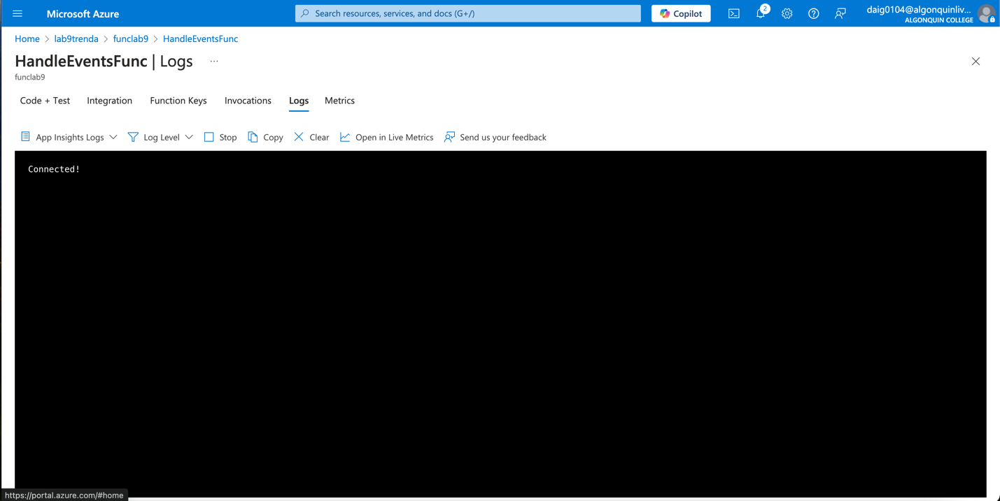 Microsoft Azure
Search resources, services, and docs (G+/)
Copilot
2
daig0104@algonquinliv...
ALGONQUIN COLLEGE
Home > lab9trenda > funclab9 > HandleEventsFunc
HandleEventsFunc | Logs ...
funclab9
Code + Test Integration Function Keys Invocations Logs Metrics
App Insights Logs Log Level Stop Copy Clear Open in Live Metrics Send us your feedback
Connected!
https://portal.azure.com/#home